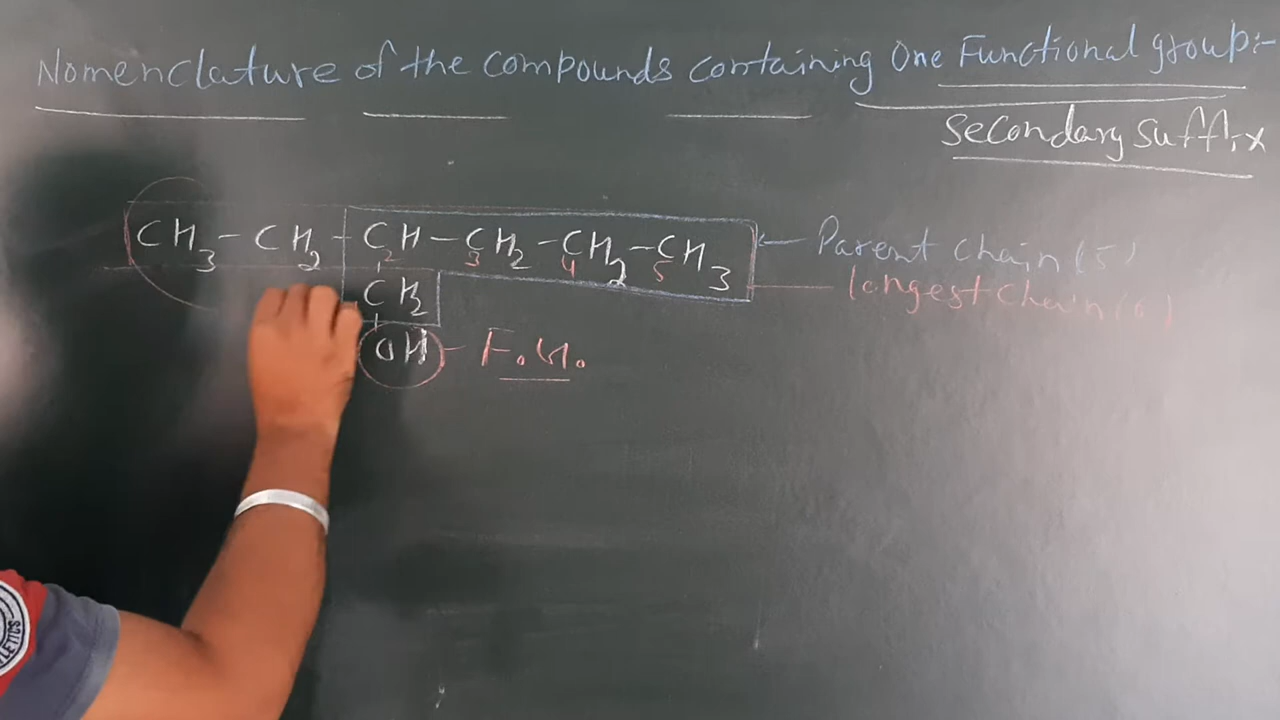 Nomenclature of the compounds containing One Functional group:-
Secondary suffix
CH3 - CH2 - CH - CH2 - CH2 - CH3
2 3 4 5
Parent chain (5)
longest chain (6)
CH2
OH - F.G.
LETICS